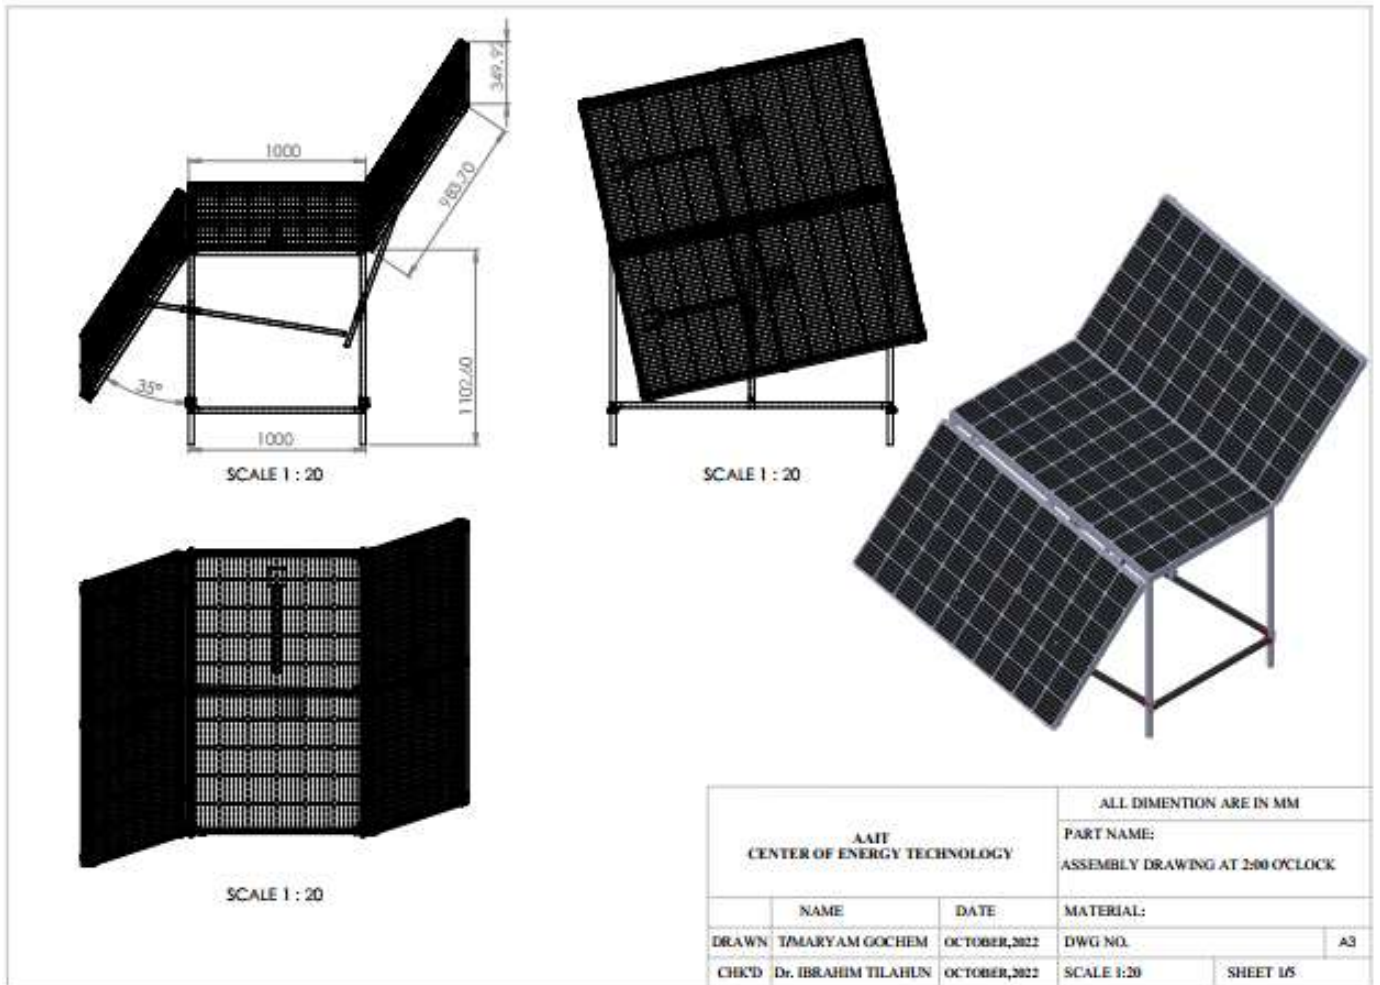 349.92
1000
983.70
1102.60
35°
1000
SCALE 1 : 20
SCALE 1 : 20
SCALE 1 : 20
AAIT
CENTER OF ENERGY TECHNOLOGY
ALL DIMENTION ARE IN MM
PART NAME:
ASSEMBLY DRAWING AT 2:00 O'CLOCK
NAME DATE MATERIAL:
DRAWN T/MARYAM GOCHEM OCTOBER,2022 DWG NO. A3
CHK'D Dr. IBRAHIM TILAHUN OCTOBER,2022 SCALE 1:20 SHEET 1/5